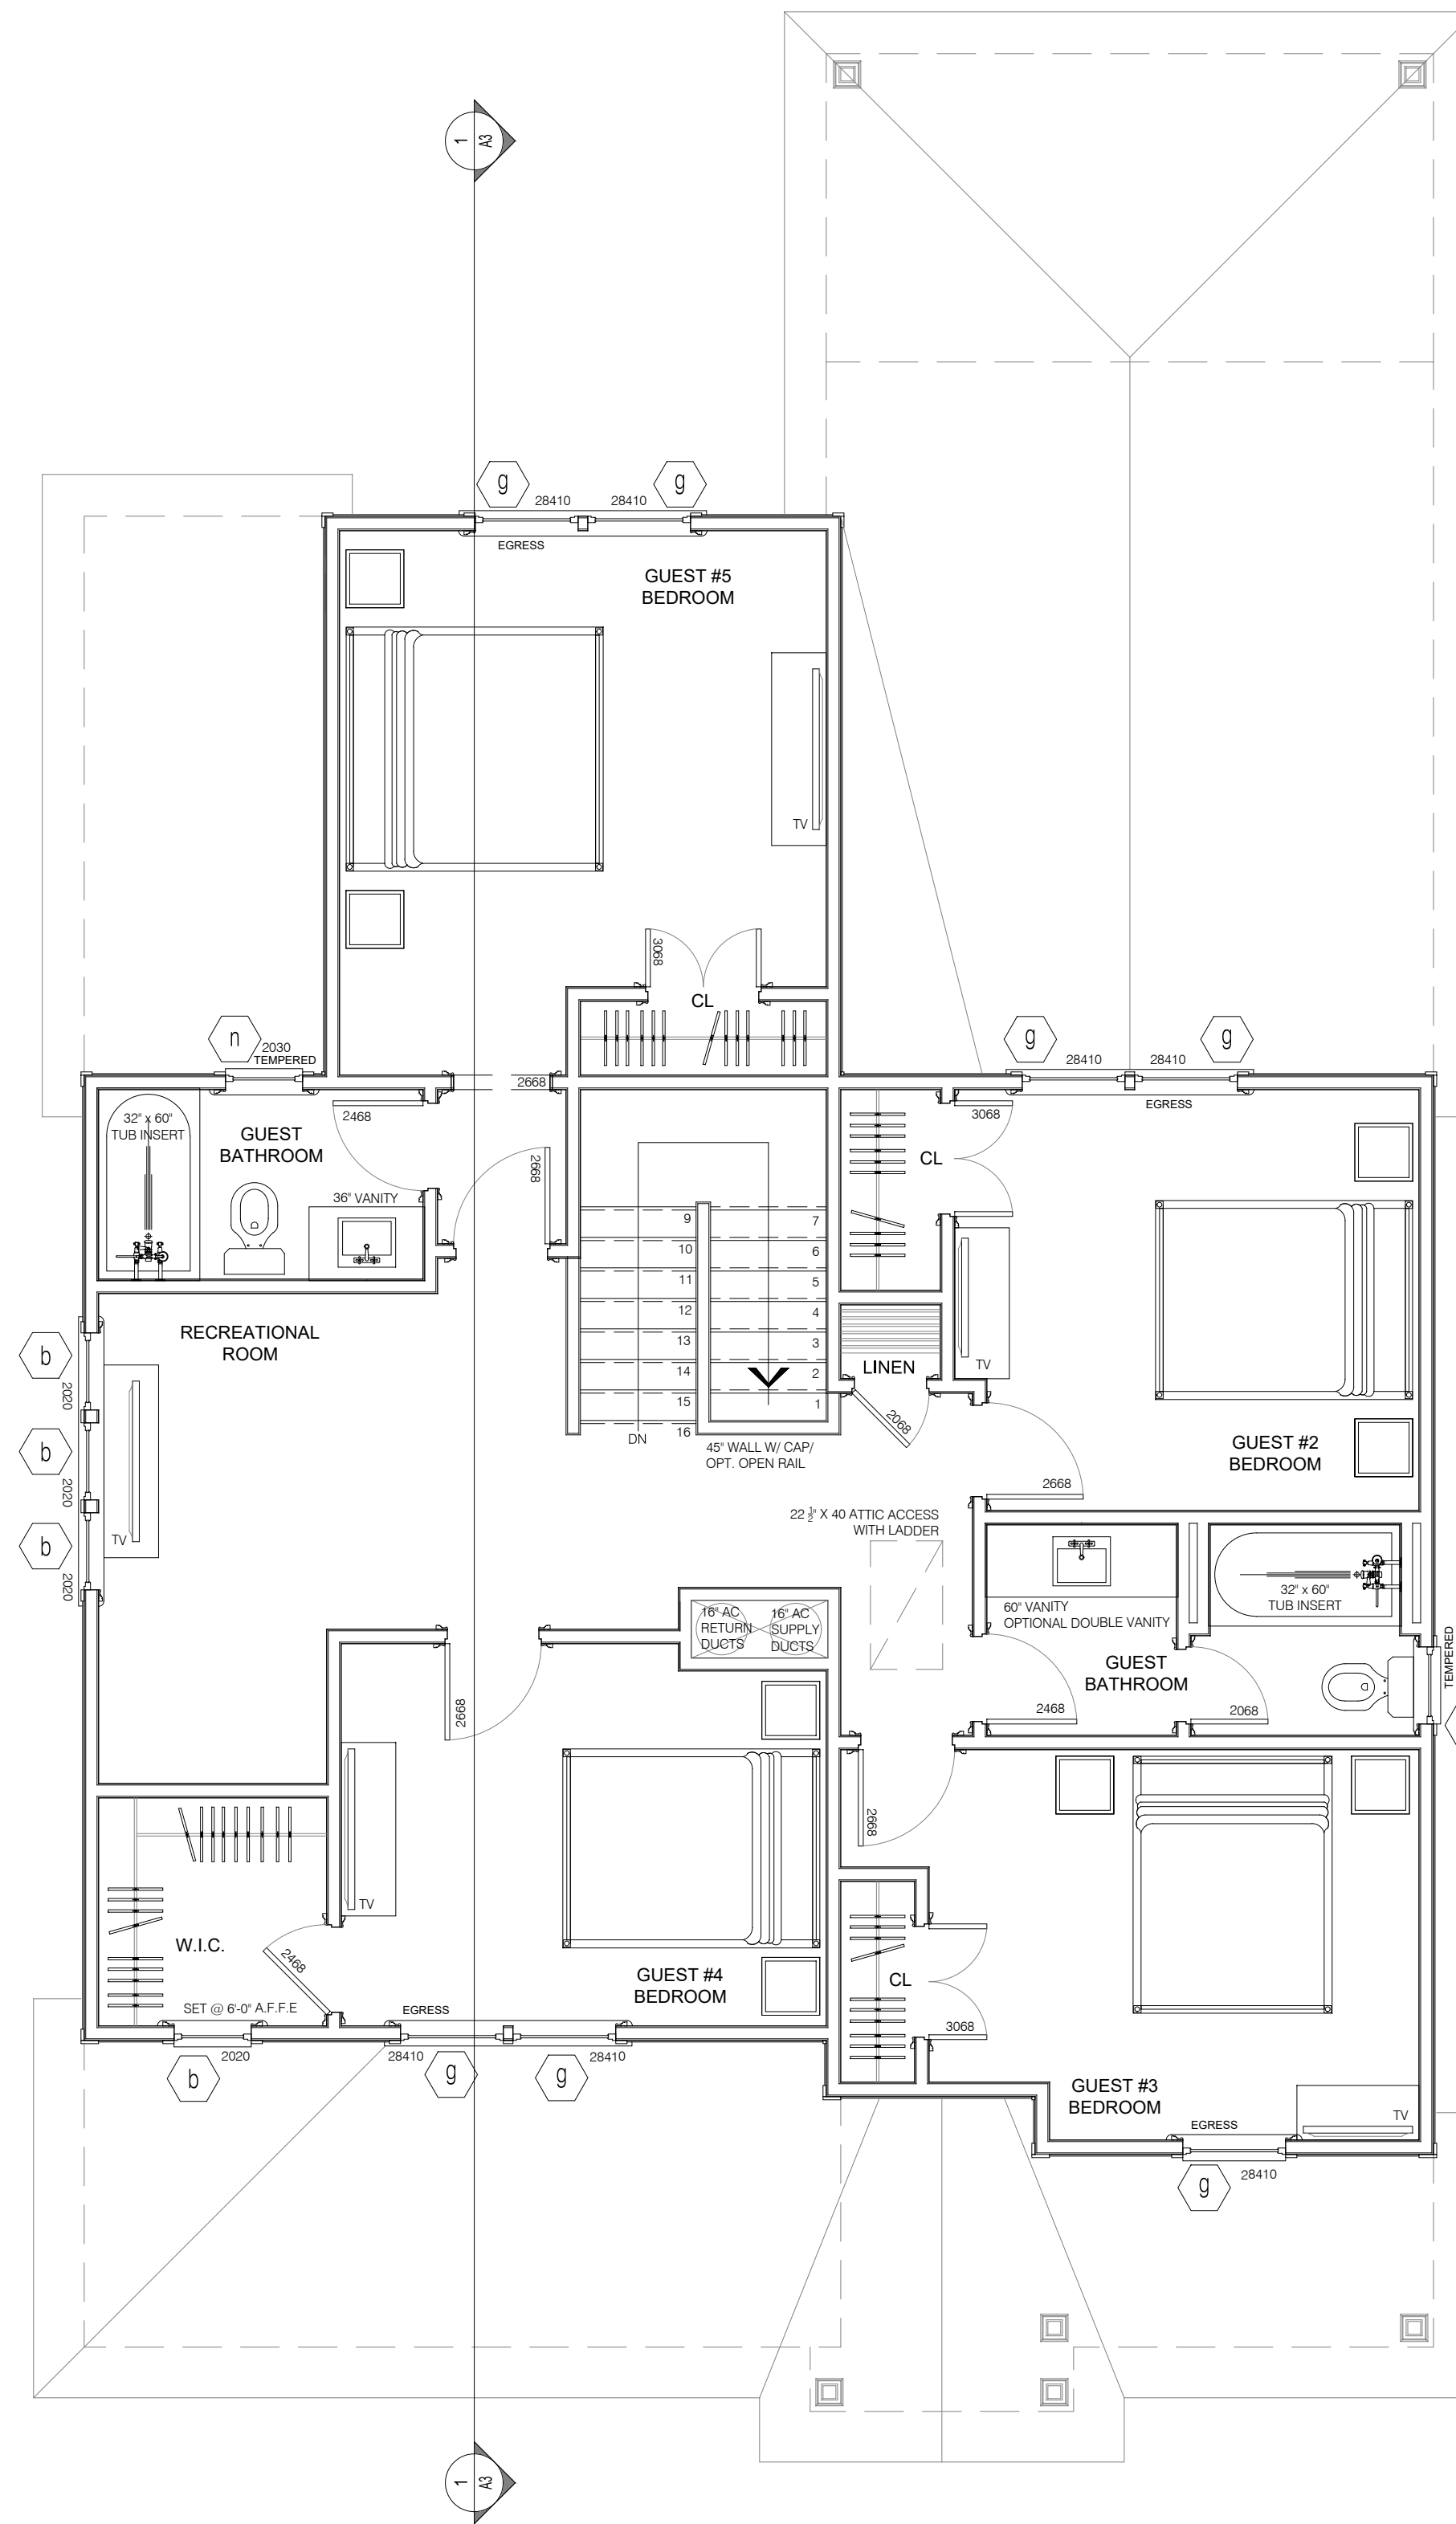 1
A3
g
28410
28410
g
EGRESS
GUEST #5
BEDROOM
TV
3068
CL
n
2030
TEMPERED
2668
g
28410
28410
g
EGRESS
32" x 60"
TUB INSERT
GUEST
BATHROOM
2468
36" VANITY
2668
3068
CL
9
10
11
12
13
14
15
16
7
6
5
4
3
2
1
DN
45" WALL W/ CAP/
OPT. OPEN RAIL
LINEN
2068
TV
GUEST #2
BEDROOM
2668
RECREATIONAL
ROOM
b
2020
b
2020
b
2020
TV
22 ½" X 40 ATTIC ACCESS
WITH LADDER
16" AC
RETURN
DUCTS
16" AC
SUPPLY
DUCTS
60" VANITY
OPTIONAL DOUBLE VANITY
32" x 60"
TUB INSERT
GUEST
BATHROOM
2468
2068
TEMPERED
2668
2668
TV
W.I.C.
2468
SET @ 6'-0" A.F.F.E
EGRESS
GUEST #4
BEDROOM
CL
3068
b
2020
28410
g
g
28410
GUEST #3
BEDROOM
EGRESS
TV
g
28410
1
A3